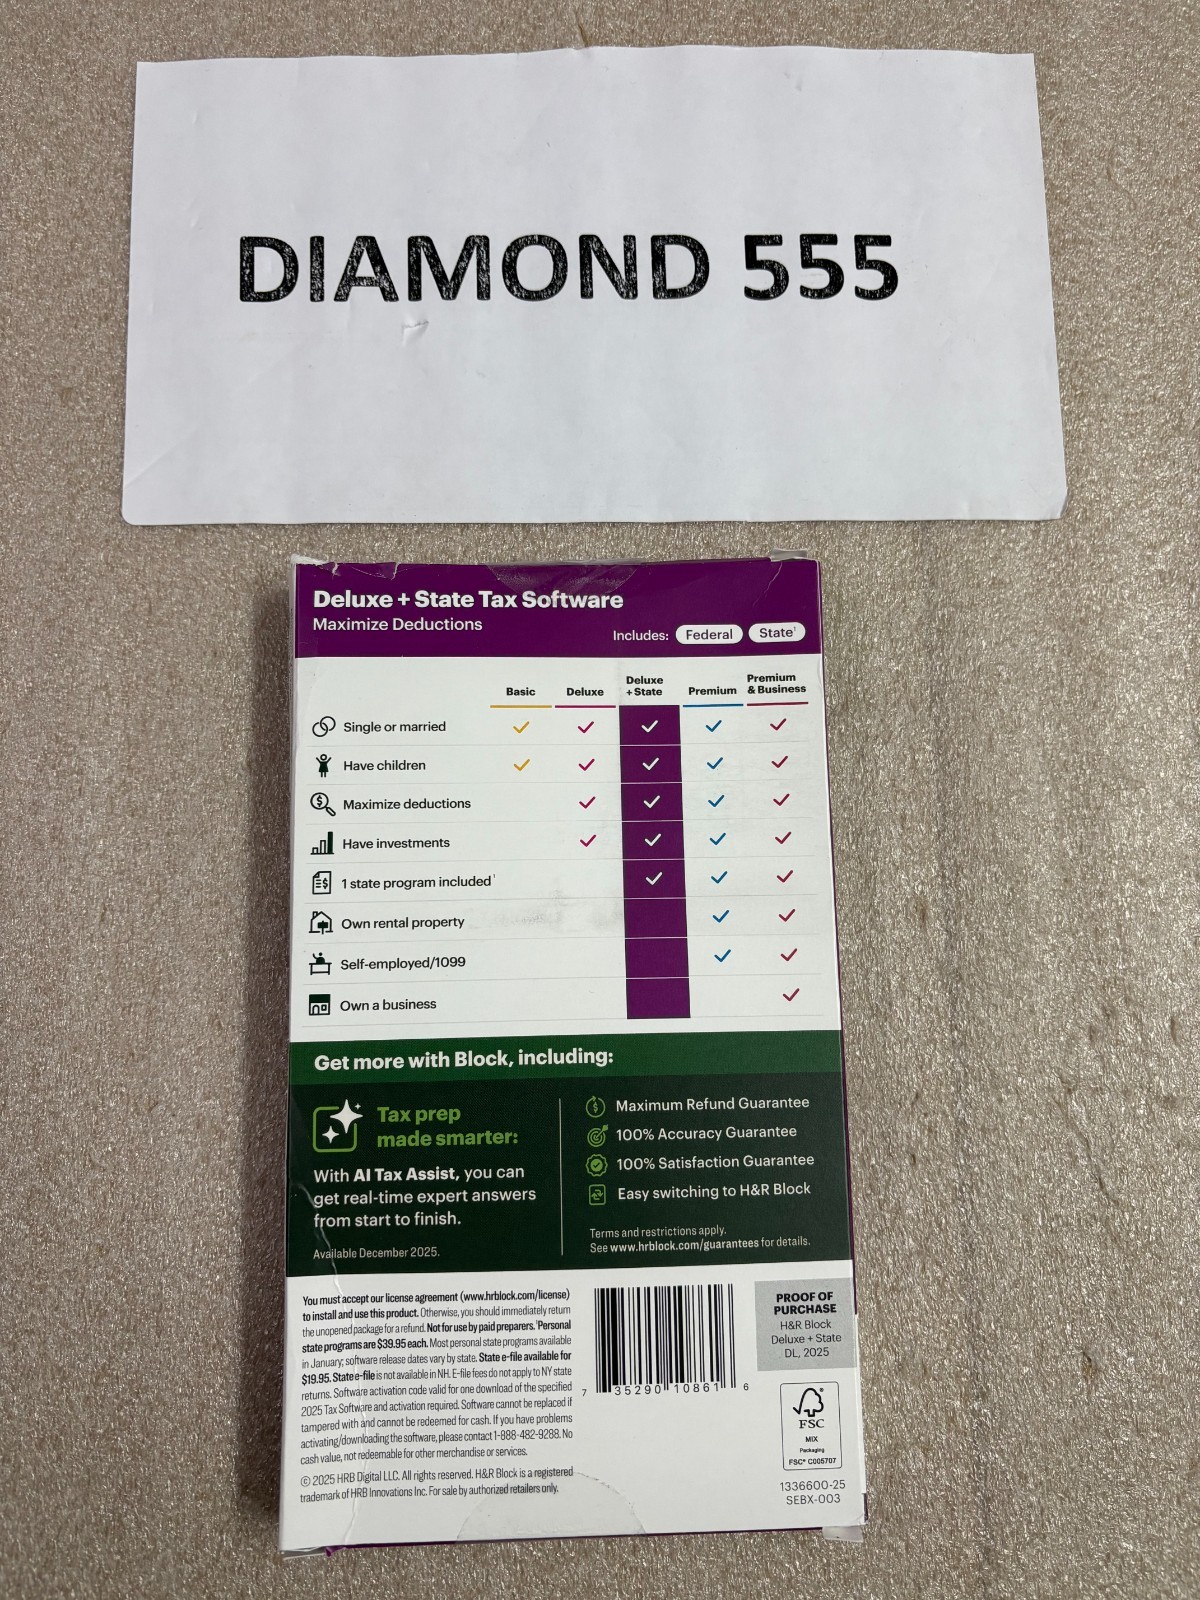 DIAMOND 555
Deluxe + State Tax Software
Maximize Deductions
Includes: Federal State¹
Basic Deluxe Deluxe + State Premium Premium & Business
Single or married
Have children
Maximize deductions
Have investments
1 state program included¹
Own rental property
Self-employed/1099
Own a business
Get more with Block, including:
Tax prep
made smarter:
With AI Tax Assist, you can
get real-time expert answers
from start to finish.
Available December 2025.
Maximum Refund Guarantee
100% Accuracy Guarantee
100% Satisfaction Guarantee
Easy switching to H&R Block
Terms and restrictions apply.
See www.hrblock.com/guarantees for details.
You must accept our license agreement (www.hrblock.com/license)
to install and use this product. Otherwise, you should immediately return
the unopened package for a refund. Not for use by paid preparers. ¹Personal
state programs are $39.95 each. Most personal state programs available
in January; software release dates vary by state. State e-file available for
$19.95. State e-file is not available in NH. E-file fees do not apply to NY state
returns. Software activation code valid for one download of the specified
2025 Tax Software and activation required. Software cannot be replaced if
tampered with and cannot be redeemed for cash. If you have problems
activating/downloading the software, please contact 1-888-482-9288. No
cash value, not redeemable for other merchandise or services.
© 2025 HRB Digital LLC. All rights reserved. H&R Block is a registered
trademark of HRB Innovations Inc. For sale by authorized retailers only.
7 35290 10861 6
PROOF OF
PURCHASE
H&R Block
Deluxe + State
DL, 2025
FSC
MIX
Packaging
FSC® C005707
1336600-25
SEBX-003